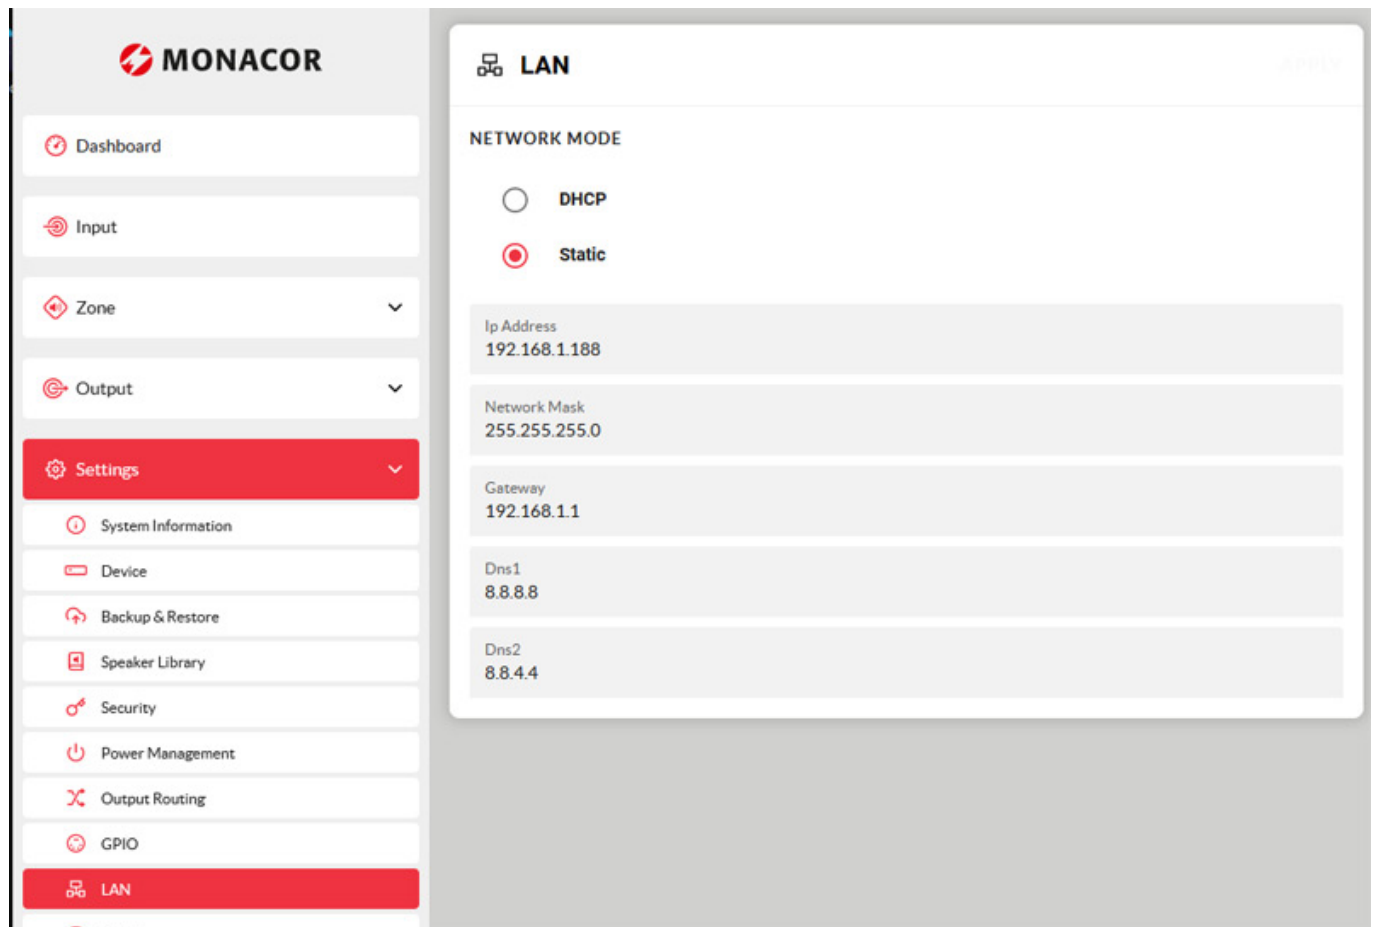 MONACOR
Dashboard
Input
Zone
Output
Settings
System Information
Device
Backup & Restore
Speaker Library
Security
Power Management
Output Routing
GPIO
LAN
LAN
APPLY
NETWORK MODE
DHCP
Static
Ip Address
192.168.1.188
Network Mask
255.255.255.0
Gateway
192.168.1.1
Dns1
8.8.8.8
Dns2
8.8.4.4